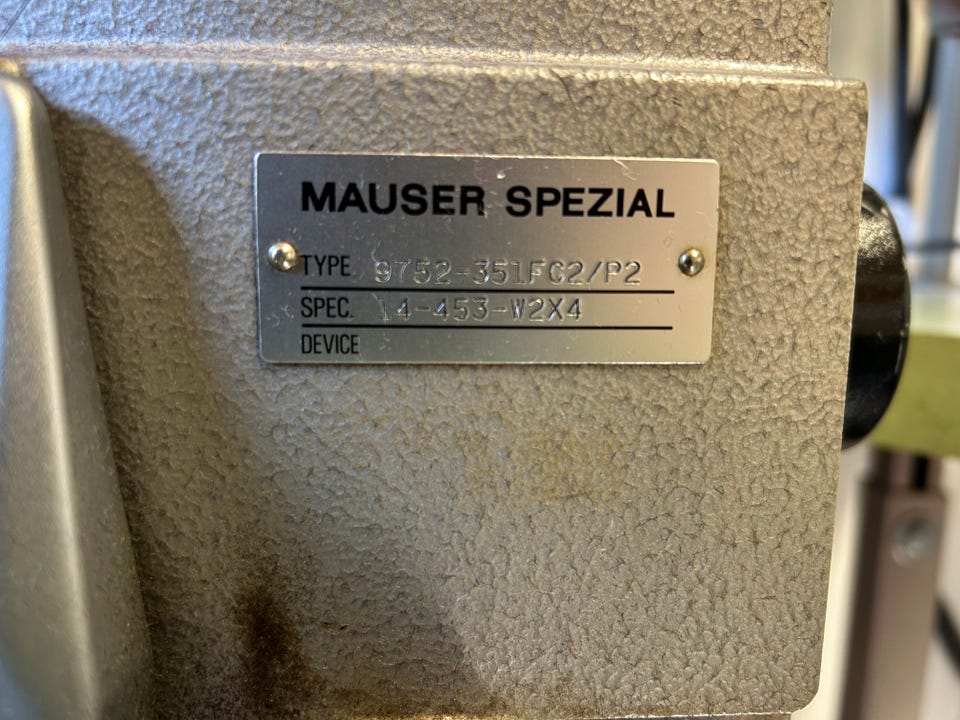 MAUSER SPEZIAL
TYPE 9752-351FC2/P2
SPEC. 14-453-W2X4
DEVICE